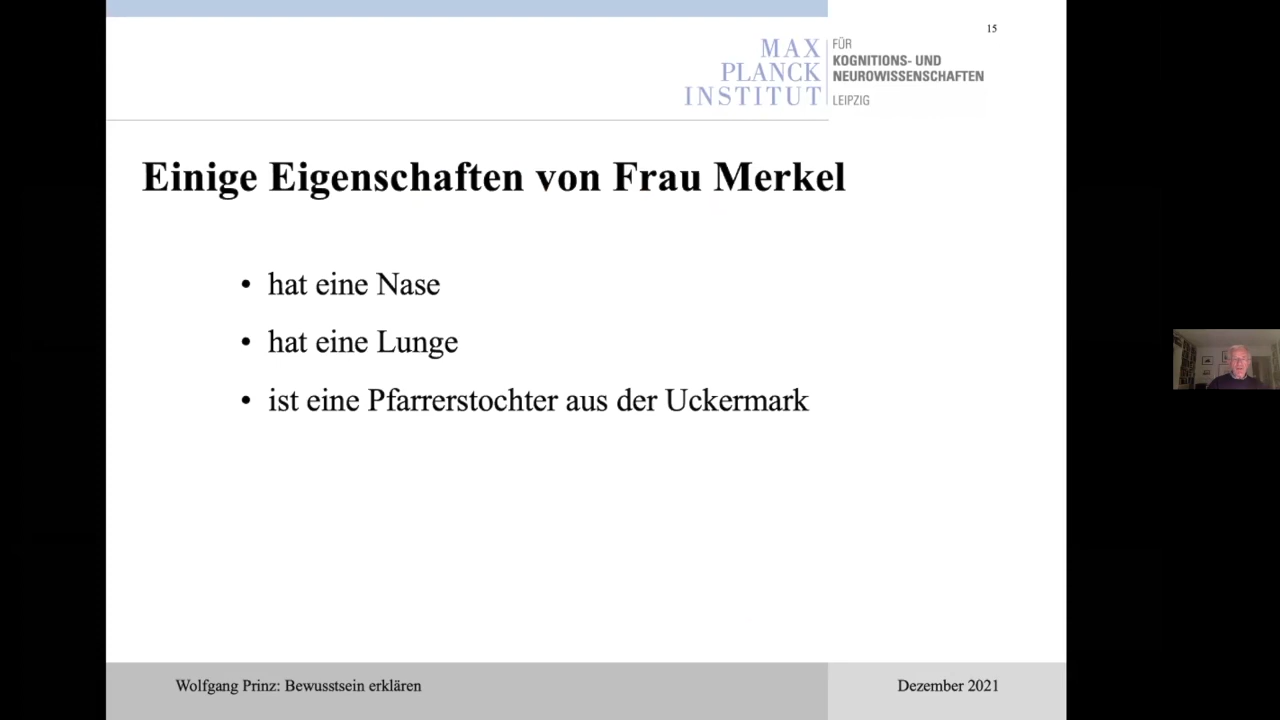 15
MAX
PLANCK
INSTITUT
FÜR
KOGNITIONS- UND
NEUROWISSENSCHAFTEN
LEIPZIG
Einige Eigenschaften von Frau Merkel
• hat eine Nase
• hat eine Lunge
• ist eine Pfarrerstochter aus der Uckermark
Wolfgang Prinz: Bewusstsein erklären
Dezember 2021